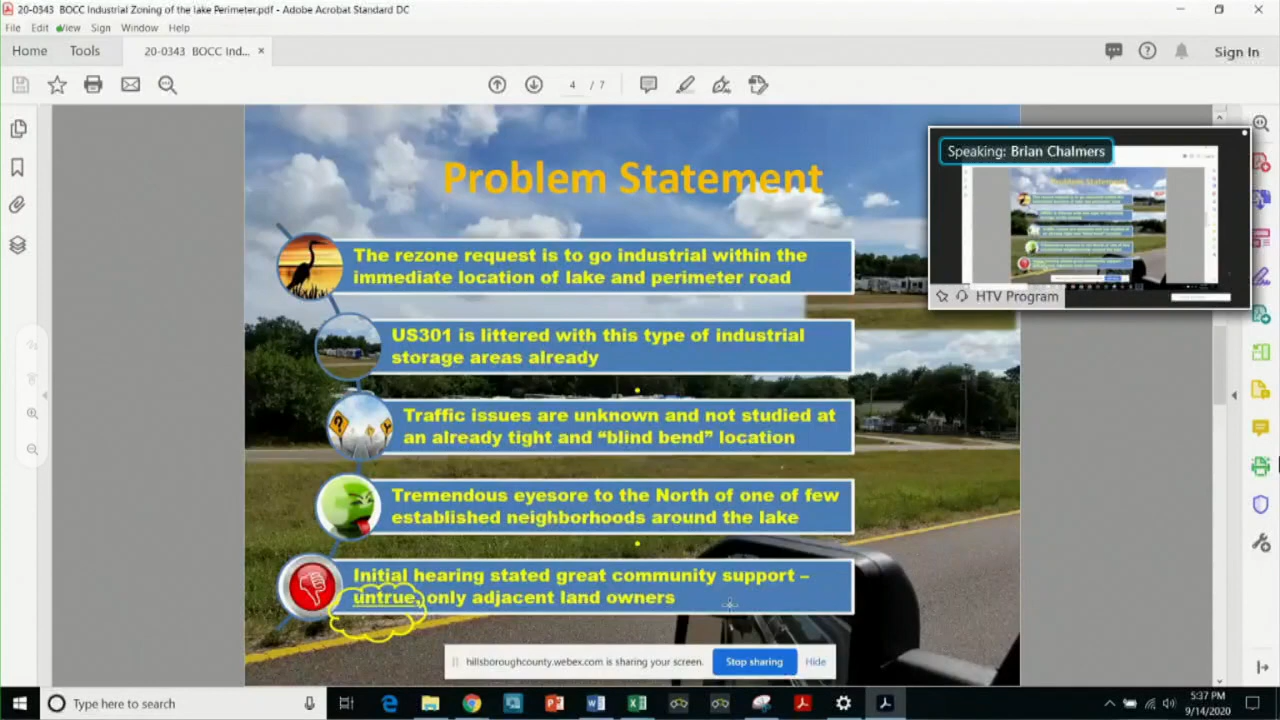 20-0343 BOCC Industrial Zoning of the lake Perimeter.pdf - Adobe Acrobat Standard DC
File Edit View Sign Window Help
Home Tools 20-0343 BOCC Ind... × Sign In
4 / 7
Problem Statement
Speaking: Brian Chalmers
HTV Program
The rezone request is to go industrial within the
immediate location of lake and perimeter road
US301 is littered with this type of industrial
storage areas already
Traffic issues are unknown and not studied at
an already tight and “blind bend” location
Tremendous eyesore to the North of one of few
established neighborhoods around the lake
Initial hearing stated great community support –
untrue, only adjacent land owners
hillsboroughcounty.webex.com is sharing your screen. Stop sharing Hide
Type here to search
5:37 PM
9/14/2020